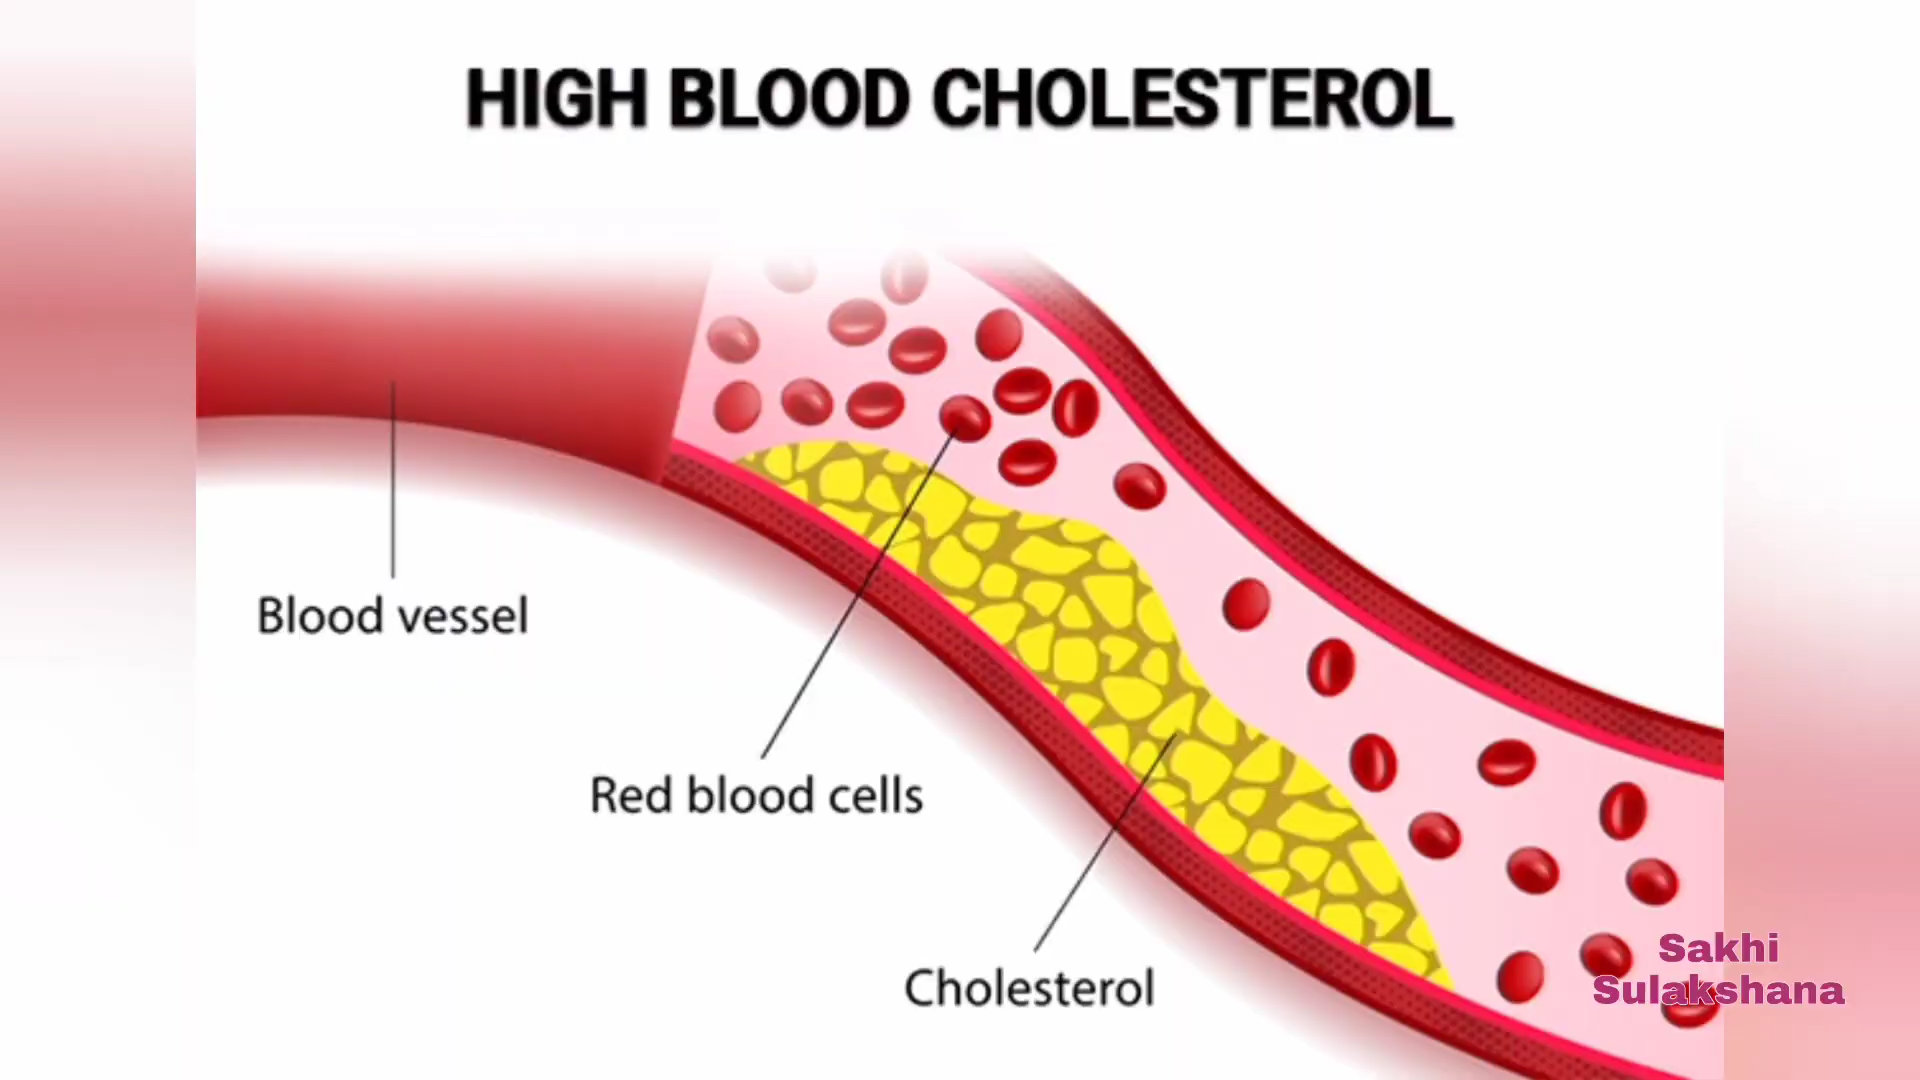 HIGH BLOOD CHOLESTEROL
Blood vessel
Red blood cells
Cholesterol
Sakhi
Sulakshana